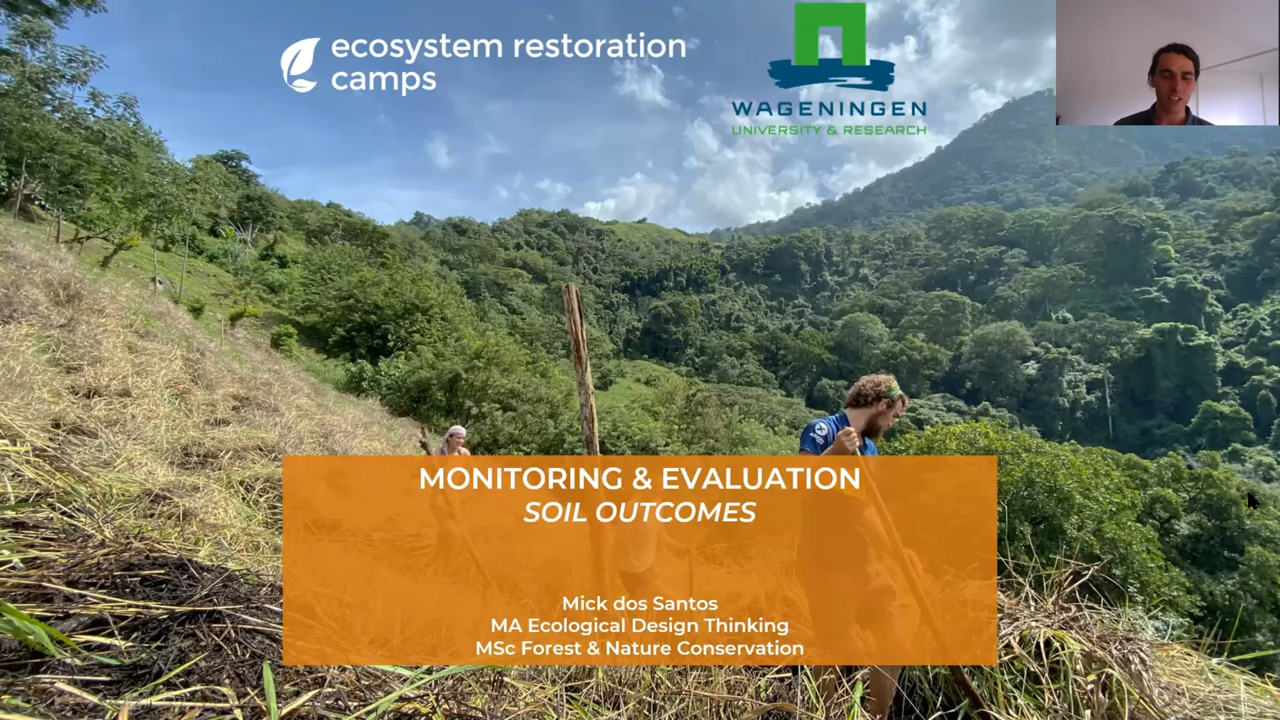 ecosystem restoration
camps
WAGENINGEN
UNIVERSITY & RESEARCH
MONITORING & EVALUATION
SOIL OUTCOMES
Mick dos Santos
MA Ecological Design Thinking
MSc Forest & Nature Conservation